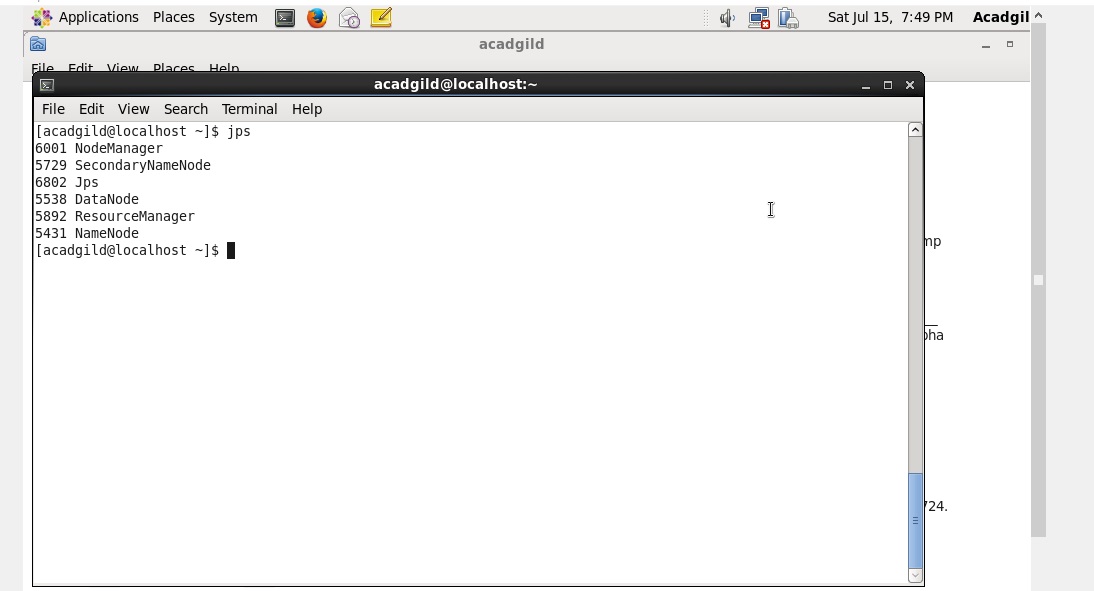 Applications Places System Sat Jul 15, 7:49 PM Acadgil
acadgild
File Edit View Places Help
acadgild@localhost:~
File Edit View Search Terminal Help
[acadgild@localhost ~]$ jps
6001 NodeManager
5729 SecondaryNameNode
6802 Jps
5538 DataNode
5892 ResourceManager
5431 NameNode
[acadgild@localhost ~]$
mp
pha
724.